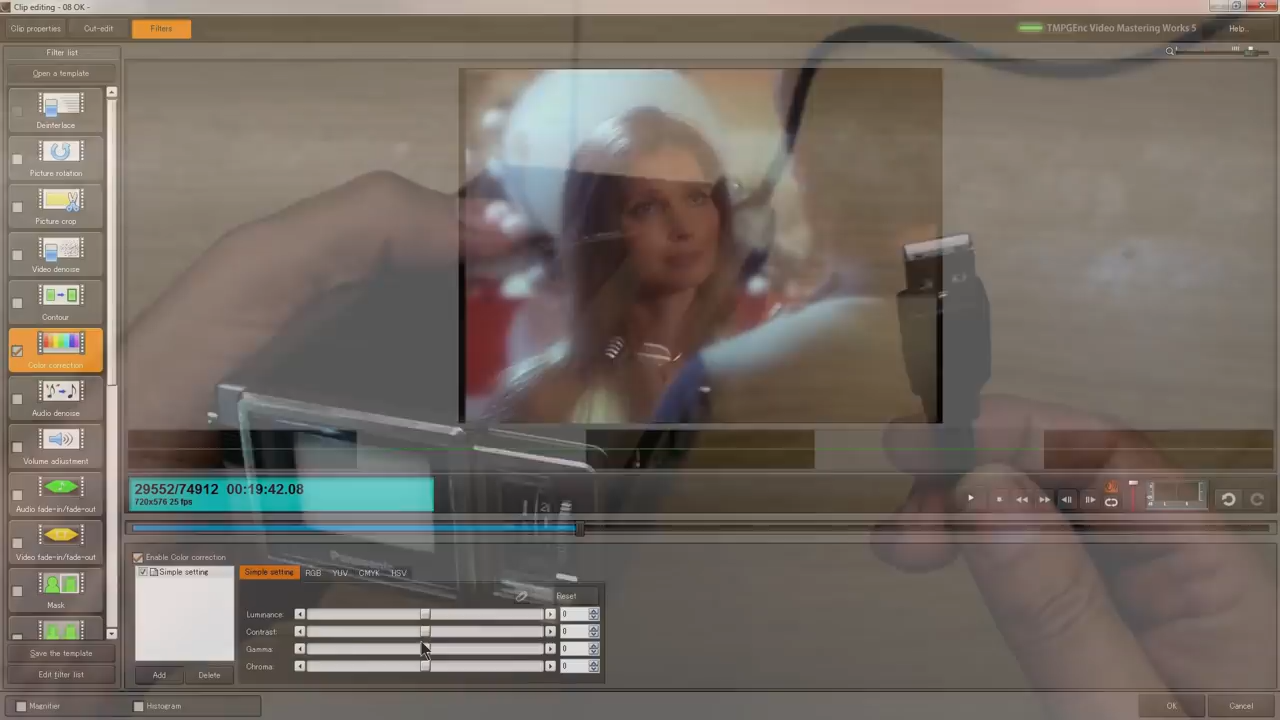 Clip editing - 08 OK -
Clip properties
Cut-edit
Filters
TMPGEnc Video Mastering Works 5
Help..
Filter list
Open a template
Deinterlace
Picture rotation
Picture crop
Video denoise
Contour
Color correction
Audio denoise
Volume adjustment
Audio fade-in/fade-out
Video fade-in/fade-out
Mask
29552/74912 00:19:42.08
720x576 25 fps
Enable Color correction
Simple setting
Simple setting
RGB
YUV
CMYK
HSV
Reset
Luminance:
0
Contrast:
0
Gamma:
0
Chroma:
0
Add
Delete
Save the template
Edit filter list
Magnifier
Histogram
OK
Cancel